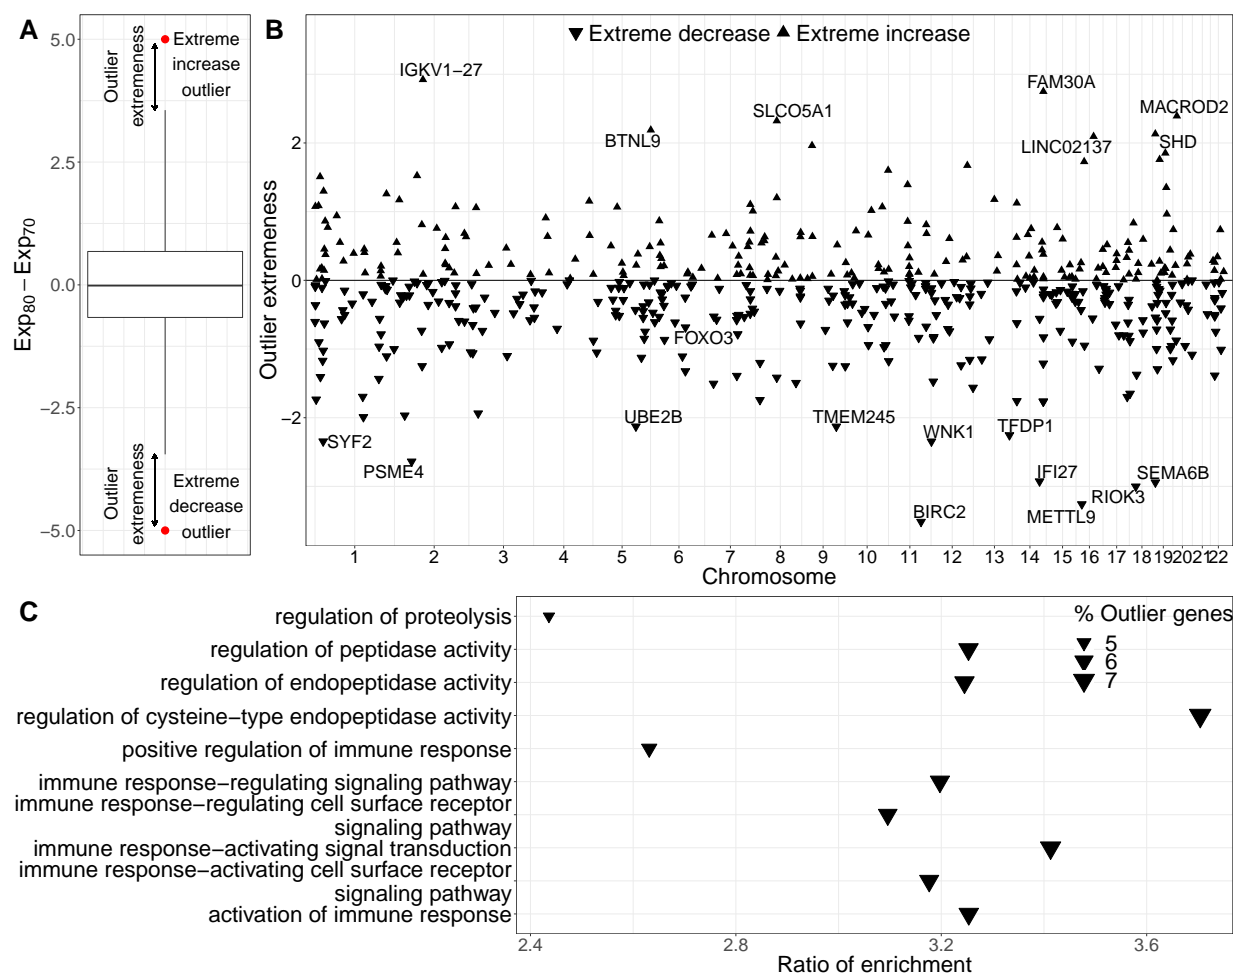 A
5.0
2.5
0.0
−2.5
−5.0
Exp80 − Exp70
Outlier
extremeness
Extreme
increase
outlier
Outlier
extremeness
Extreme
decrease
outlier
B
Extreme decrease
Extreme increase
Outlier extremeness
2
0
−2
IGKV1−27
FAM30A
SLCO5A1
MACROD2
BTNL9
LINC02137
SHD
FOXO3
UBE2B
TMEM245
SYF2
WNK1
TFDP1
PSME4
IFI27
SEMA6B
RIOK3
BIRC2
METTL9
1 2 3 4 5 6 7 8 9 10 11 12 13 14 15 16 17 18 19 20 21 22
Chromosome
C
regulation of proteolysis
regulation of peptidase activity
regulation of endopeptidase activity
regulation of cysteine−type endopeptidase activity
positive regulation of immune response
immune response−regulating signaling pathway
immune response−regulating cell surface receptor
signaling pathway
immune response−activating signal transduction
immune response−activating cell surface receptor
signaling pathway
activation of immune response
% Outlier genes
5
6
7
2.4 2.8 3.2 3.6
Ratio of enrichment